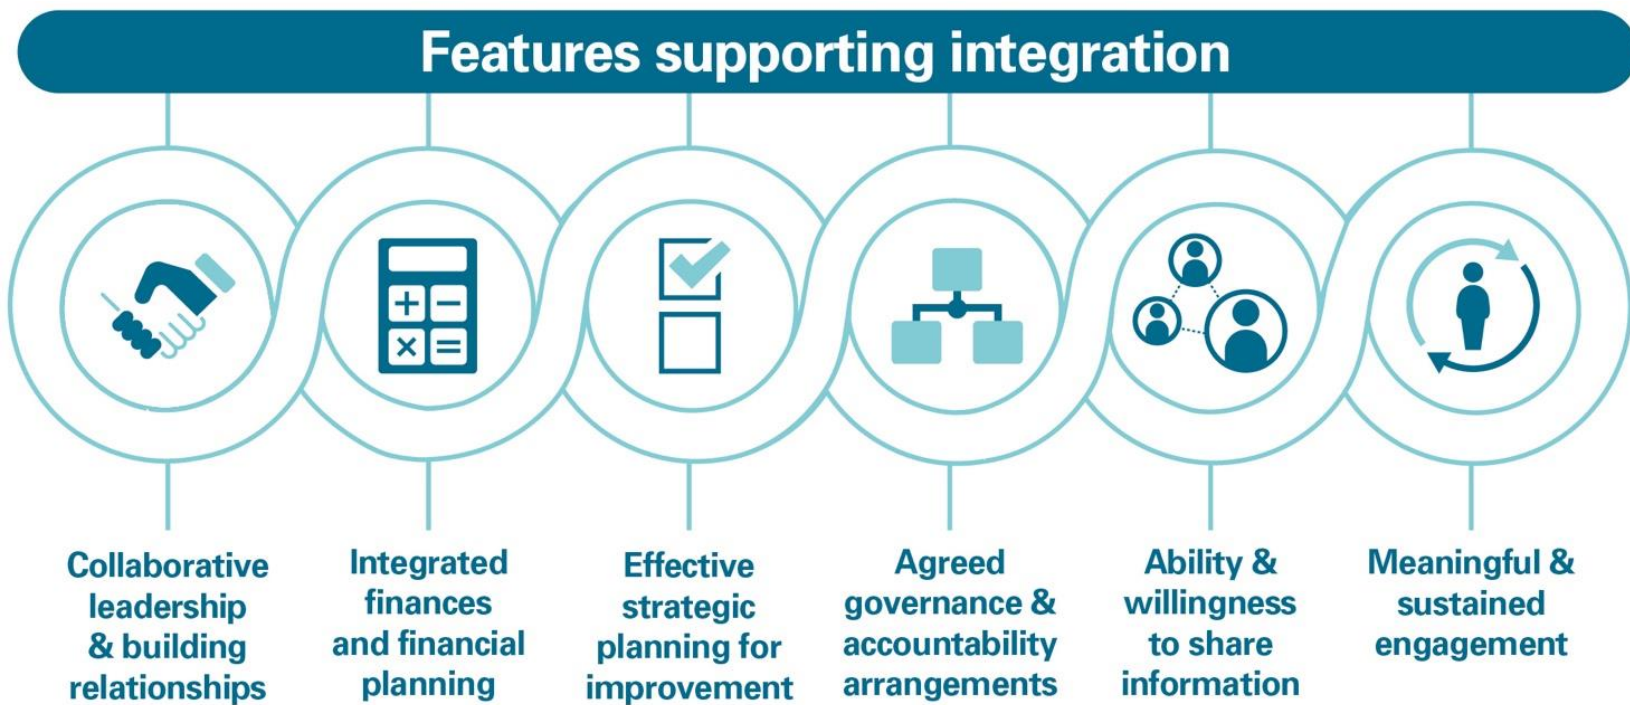 Features supporting integration
Collaborative
leadership
& building
relationships
Integrated
finances
and financial
planning
Effective
strategic
planning for
improvement
Agreed
governance &
accountability
arrangements
Ability &
willingness
to share
information
Meaningful &
sustained
engagement